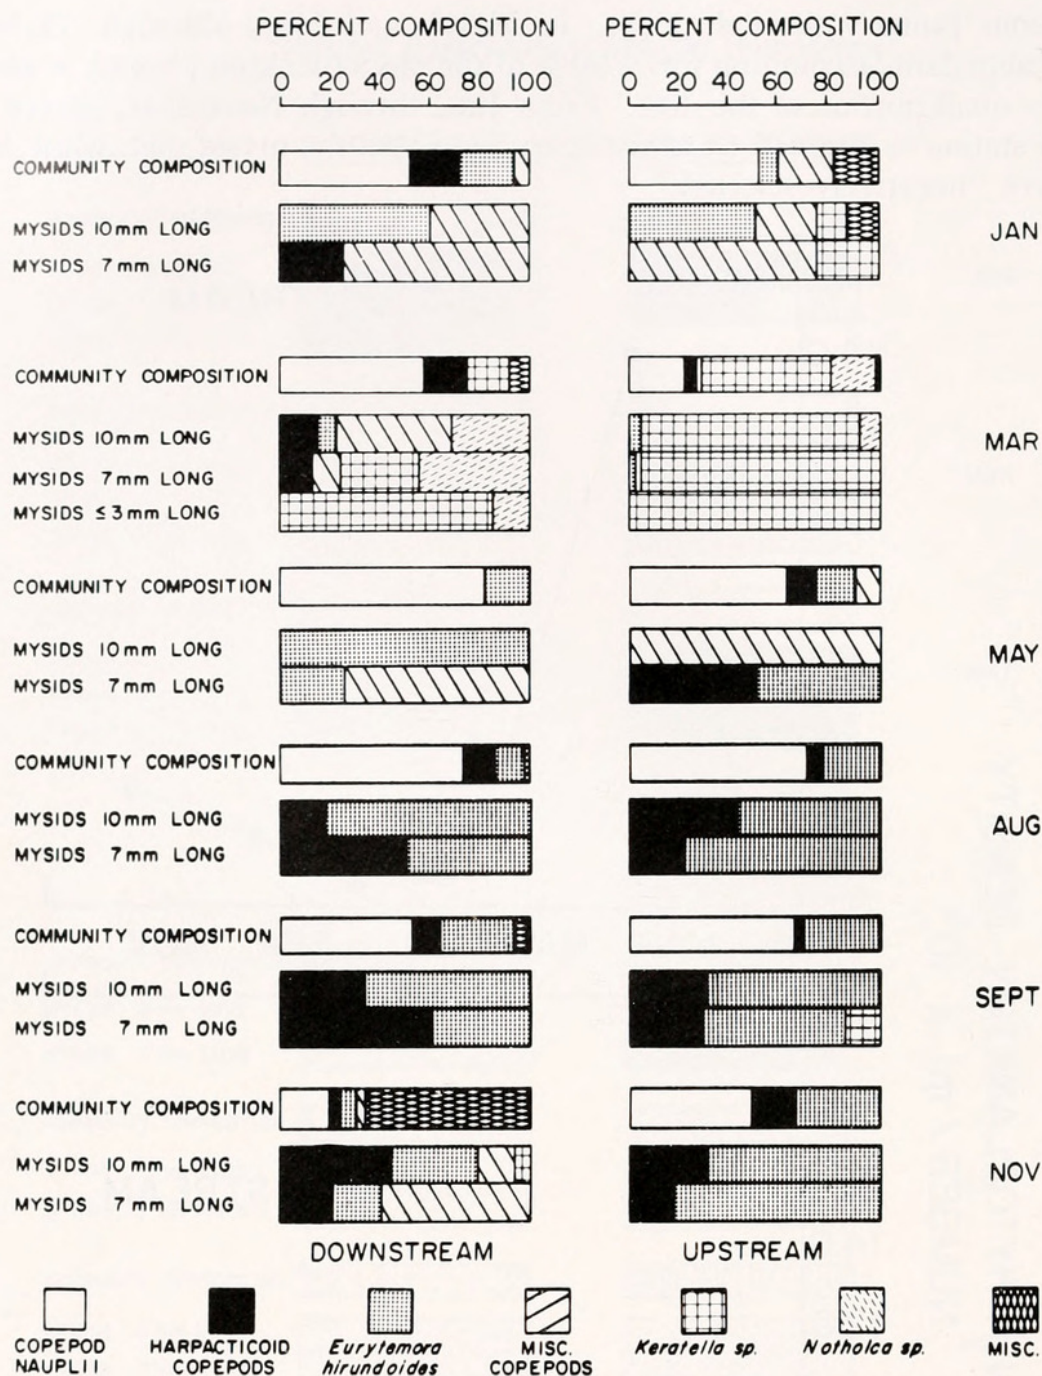 PERCENT COMPOSITION PERCENT COMPOSITION
0 20 40 60 80 100 0 20 40 60 80 100
COMMUNITY COMPOSITION
MYSIDS 10mm LONG
JAN
MYSIDS 7mm LONG
COMMUNITY COMPOSITION
MYSIDS 10mm LONG
MAR
MYSIDS 7mm LONG
MYSIDS ≤3mm LONG
COMMUNITY COMPOSITION
MYSIDS 10mm LONG
MAY
MYSIDS 7mm LONG
COMMUNITY COMPOSITION
MYSIDS 10mm LONG
AUG
MYSIDS 7mm LONG
COMMUNITY COMPOSITION
MYSIDS 10mm LONG
SEPT
MYSIDS 7mm LONG
COMMUNITY COMPOSITION
MYSIDS 10mm LONG
NOV
MYSIDS 7mm LONG
DOWNSTREAM UPSTREAM
COPEPOD NAUPLII
HARPACTICOID COPEPODS
Eurytemora hirundoides
MISC. COPEPODS
Keratella sp.
Notholca sp.
MISC.